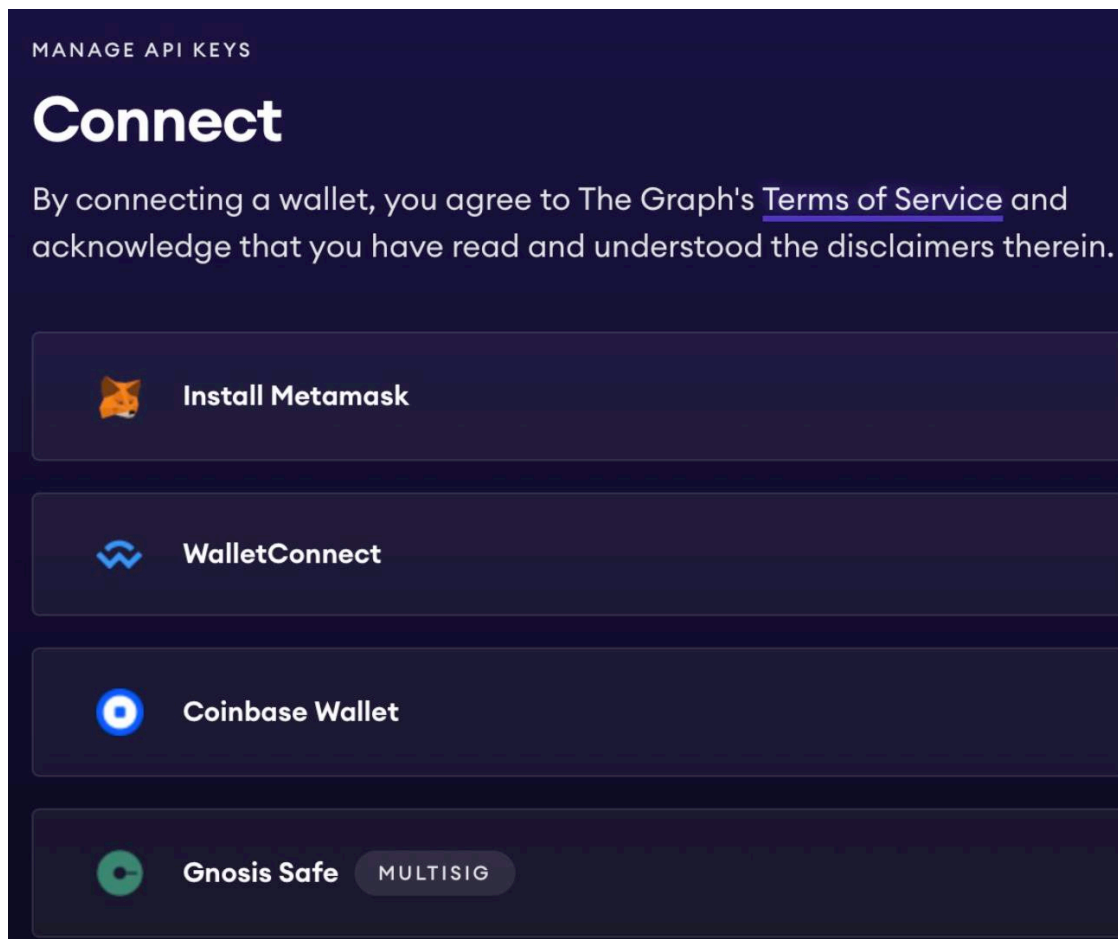 MANAGE API KEYS
Connect
By connecting a wallet, you agree to The Graph's Terms of Service and
acknowledge that you have read and understood the disclaimers therein.
Install Metamask
WalletConnect
Coinbase Wallet
Gnosis Safe MULTISIG